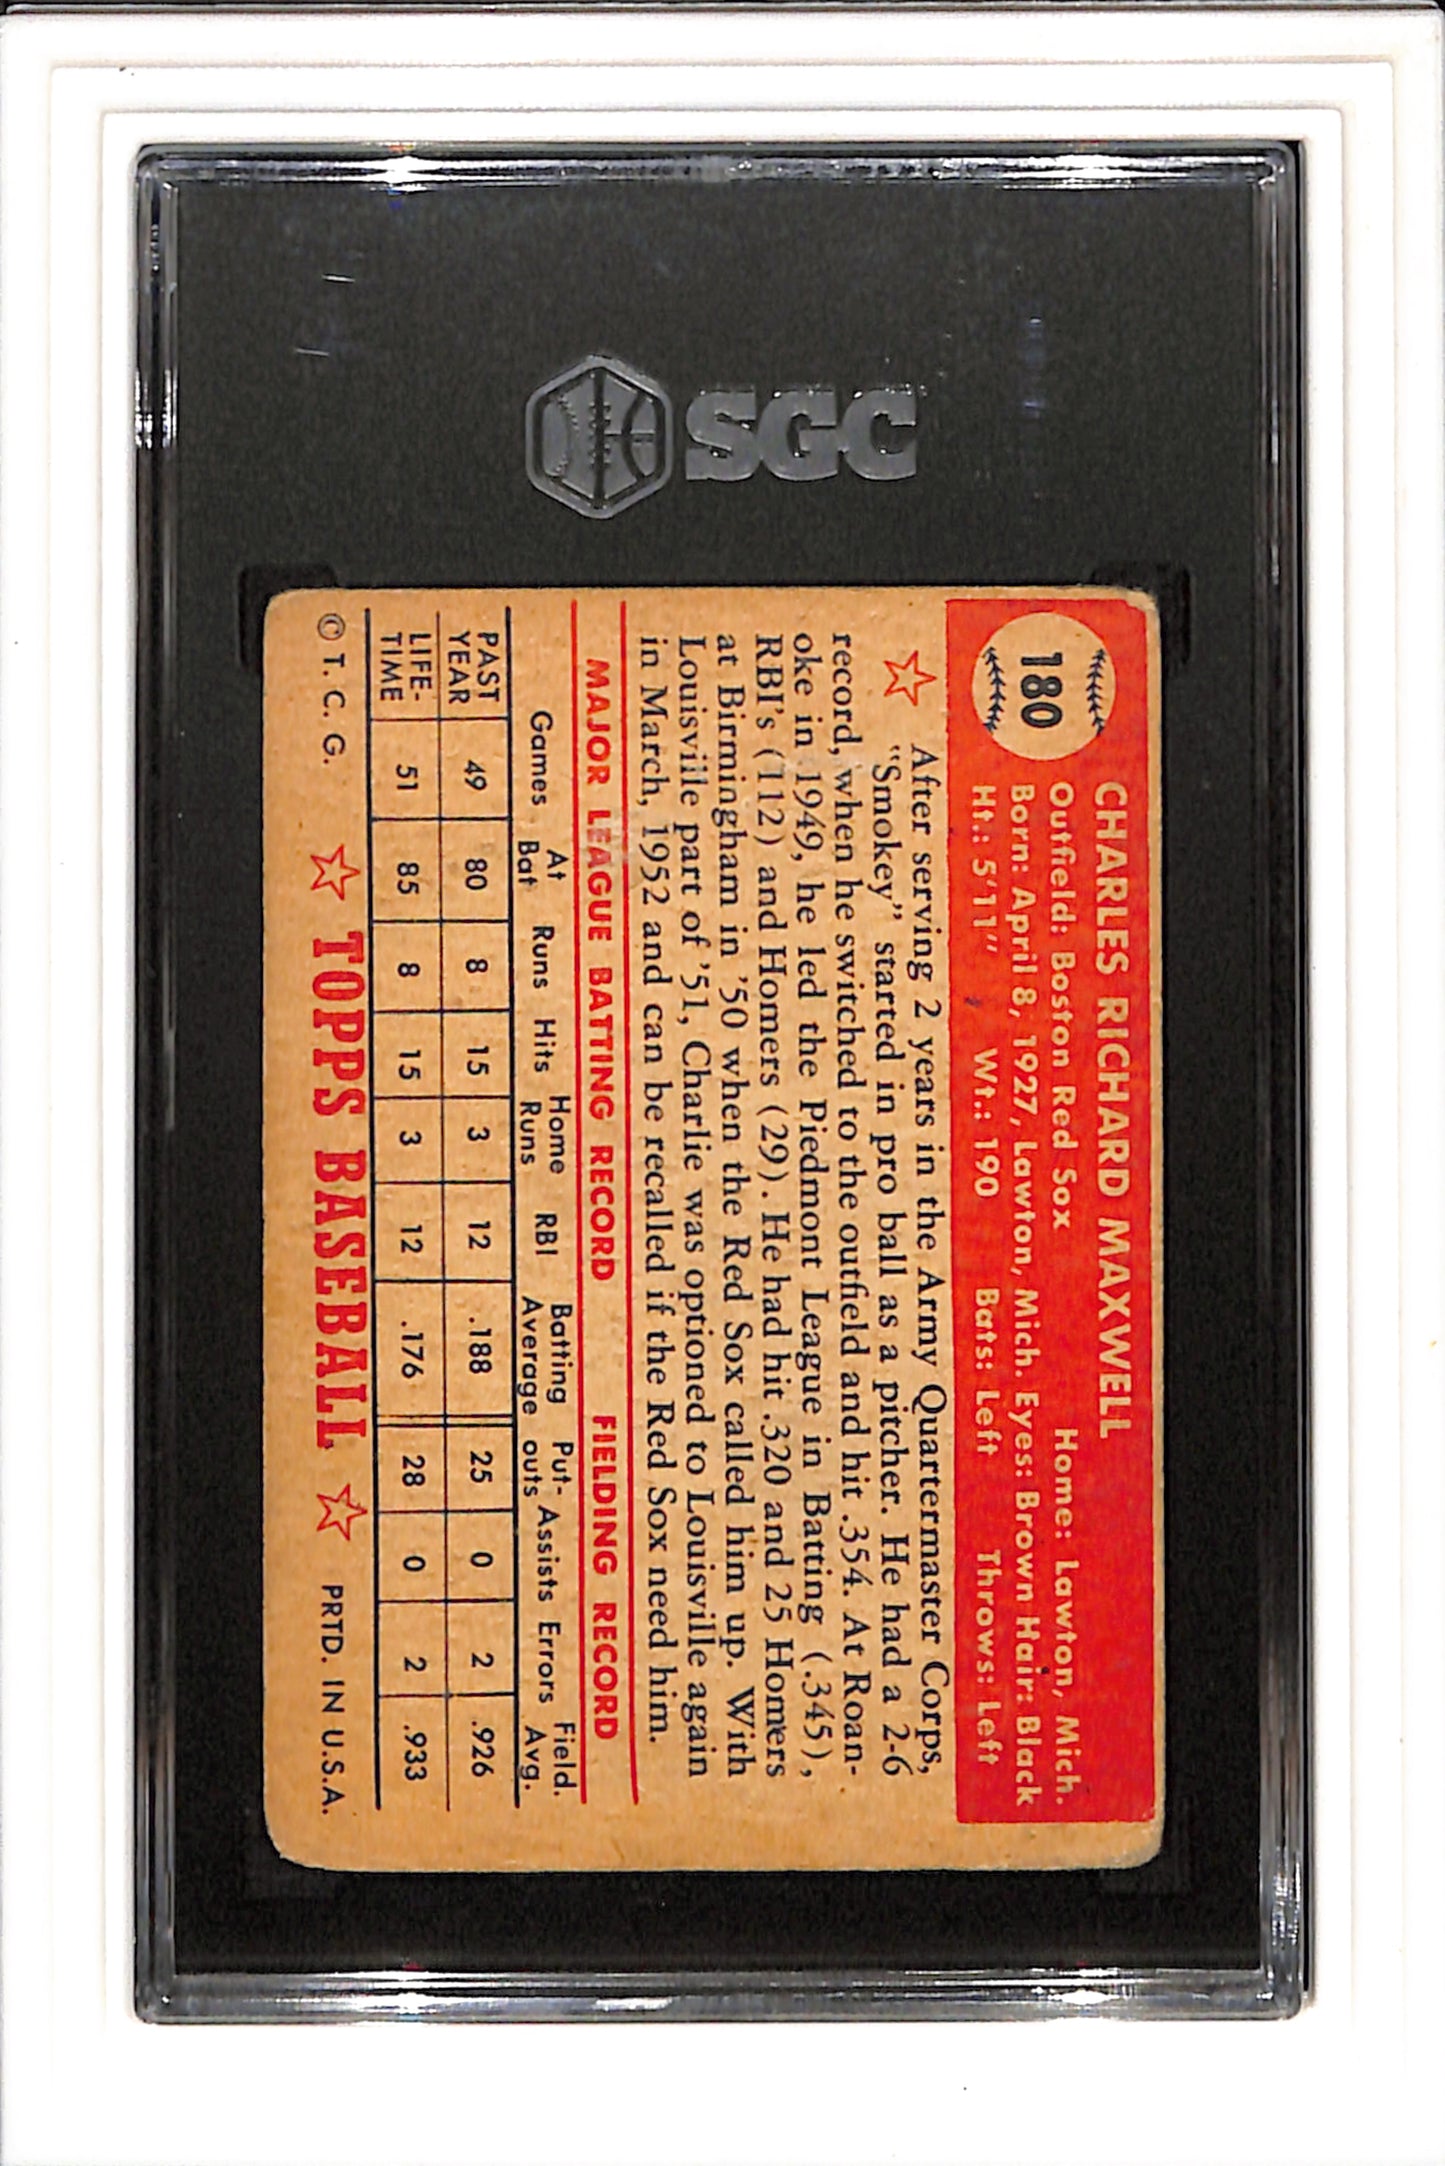 SGC
180
CHARLES RICHARD MAXWELL
Outfield: Boston Red Sox Home: Lawton, Mich.
Born: April 8, 1927, Lawton, Mich. Eyes: Brown Hair: Black
Ht.: 5'11" Wt.: 190 Bats: Left Throws: Left
After serving 2 years in the Army Quartermaster Corps,
"Smokey" started in pro ball as a pitcher. He had a 2-6
record, when he switched to the outfield and hit .354. At Roan-
oke in 1949, he led the Piedmont League in Batting (.345),
RBI's (112) and Homers (29). He had hit .320 and 25 Homers
at Birmingham in '50 when the Red Sox called him up. With
Louisville part of '51, Charlie was optioned to Louisville again
in March, 1952 and can be recalled if the Red Sox need him.
MAJOR LEAGUE BATTING RECORD FIELDING RECORD
Games At Bat Runs Hits Home Runs RBI Batting Average Put-outs Assists Errors Field. Avg.
PAST YEAR 49 80 8 15 3 12 .188 25 0 2 .926
LIFE-TIME 51 85 8 15 3 12 .176 28 0 2 .933
© T. C. G. TOPPS BASEBALL PRTD. IN U.S.A.